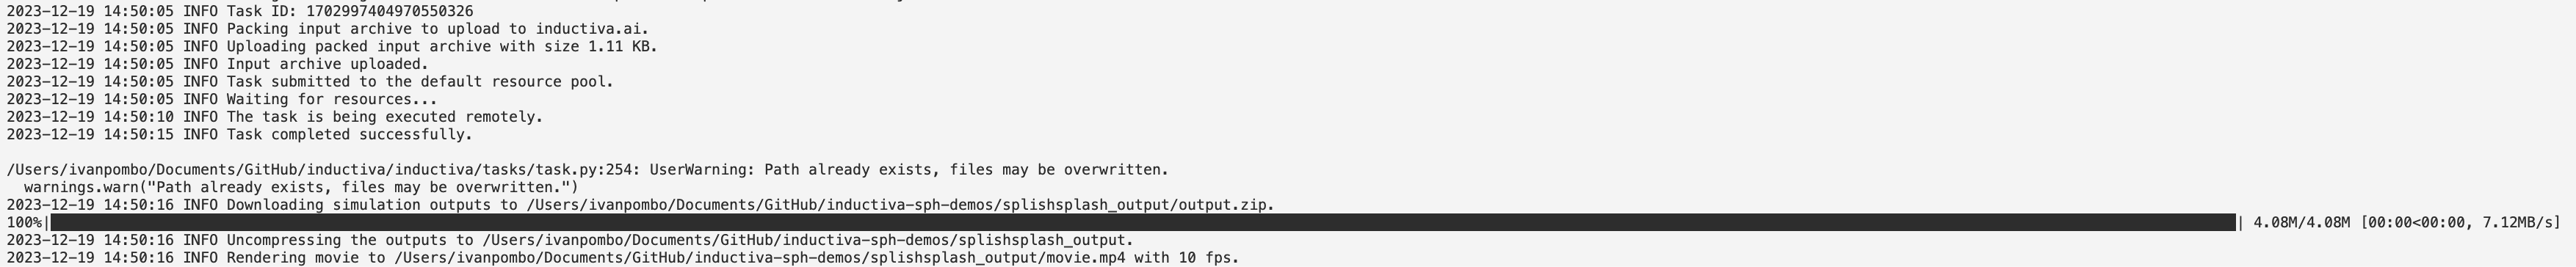 2023-12-19 14:50:05 INFO Task ID: 1702997404970550326
2023-12-19 14:50:05 INFO Packing input archive to upload to inductiva.ai.
2023-12-19 14:50:05 INFO Uploading packed input archive with size 1.11 KB.
2023-12-19 14:50:05 INFO Input archive uploaded.
2023-12-19 14:50:05 INFO Task submitted to the default resource pool.
2023-12-19 14:50:05 INFO Waiting for resources...
2023-12-19 14:50:10 INFO The task is being executed remotely.
2023-12-19 14:50:15 INFO Task completed successfully.
/Users/ivanpombo/Documents/GitHub/inductiva/inductiva/tasks/task.py:254: UserWarning: Path already exists, files may be overwritten.
  warnings.warn("Path already exists, files may be overwritten.")
2023-12-19 14:50:16 INFO Downloading simulation outputs to /Users/ivanpombo/Documents/GitHub/inductiva-sph-demos/splishsplash_output/output.zip.
100%| | 4.08M/4.08M [00:00<00:00, 7.12MB/s]
2023-12-19 14:50:16 INFO Uncompressing the outputs to /Users/ivanpombo/Documents/GitHub/inductiva-sph-demos/splishsplash_output.
2023-12-19 14:50:16 INFO Rendering movie to /Users/ivanpombo/Documents/GitHub/inductiva-sph-demos/splishsplash_output/movie.mp4 with 10 fps.